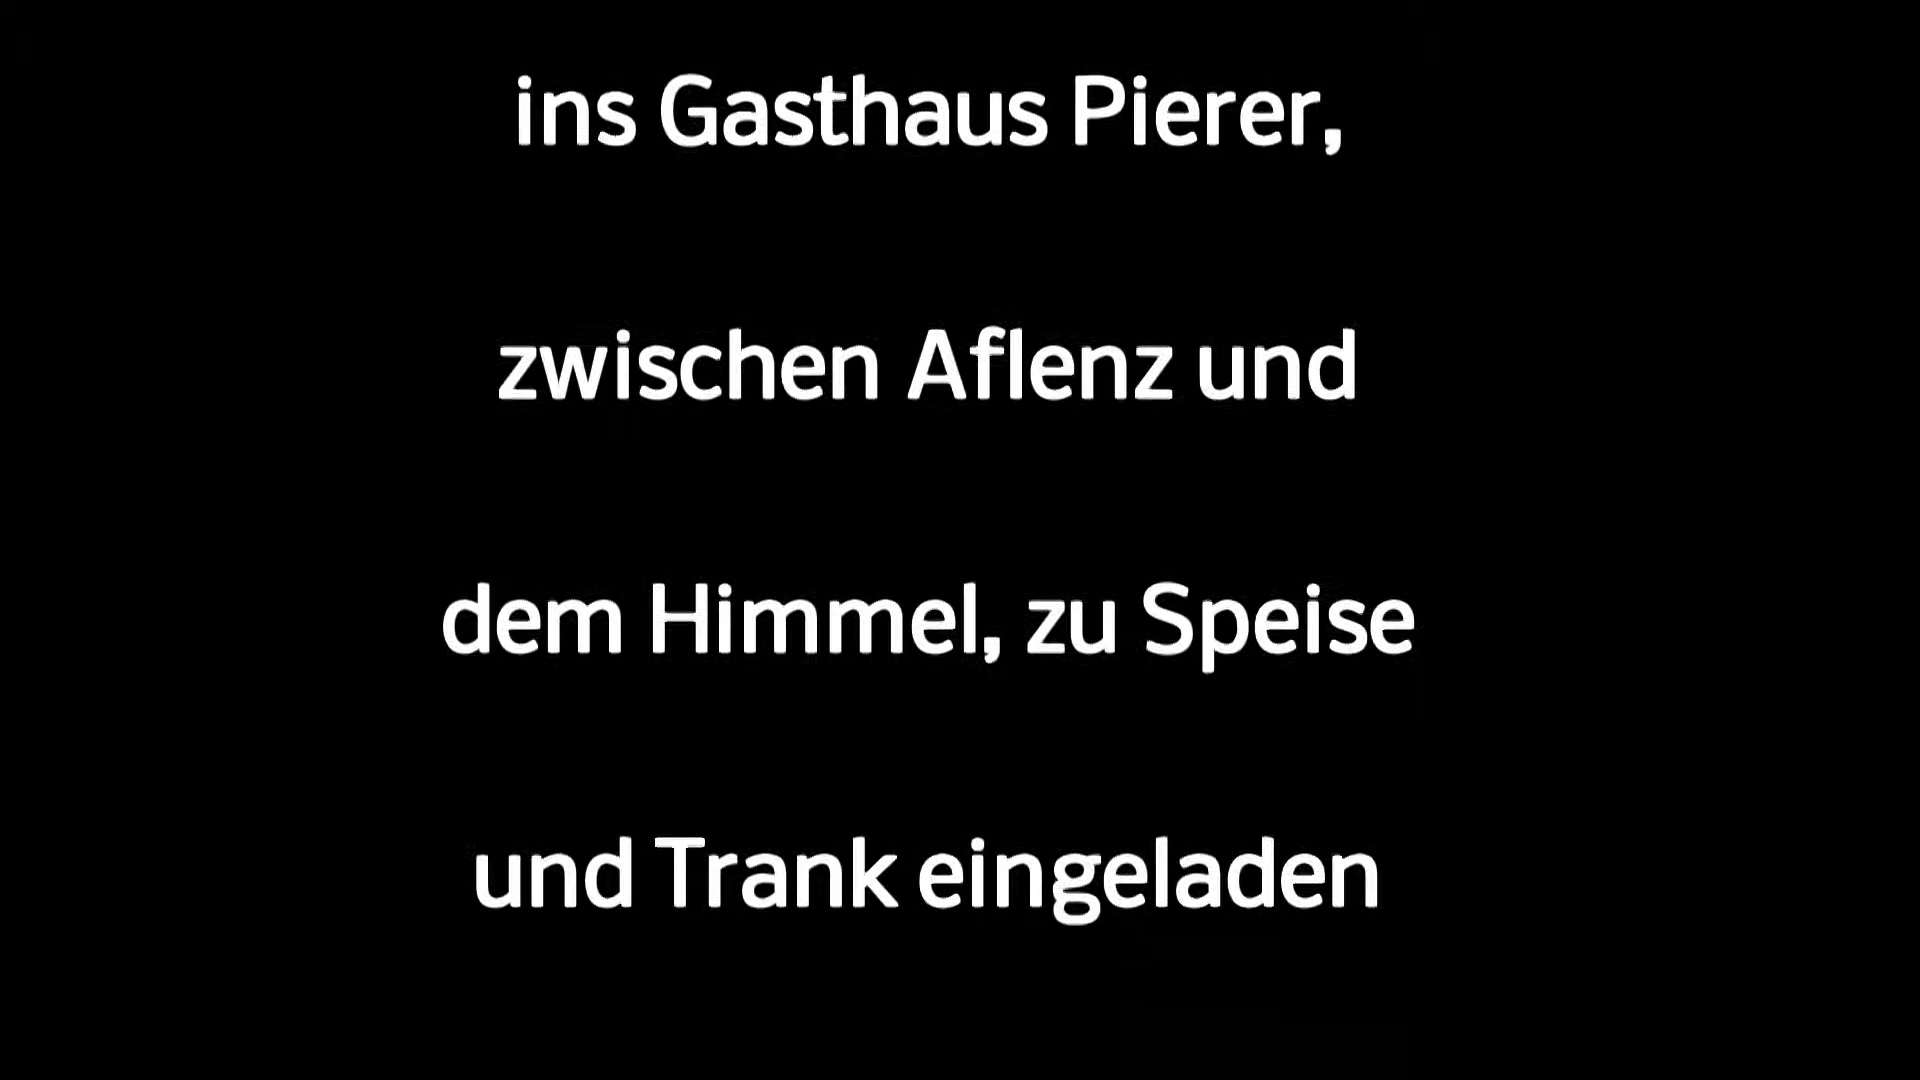 ins Gasthaus Pierer,
zwischen Aflenz und
dem Himmel, zu Speise
und Trank eingeladen